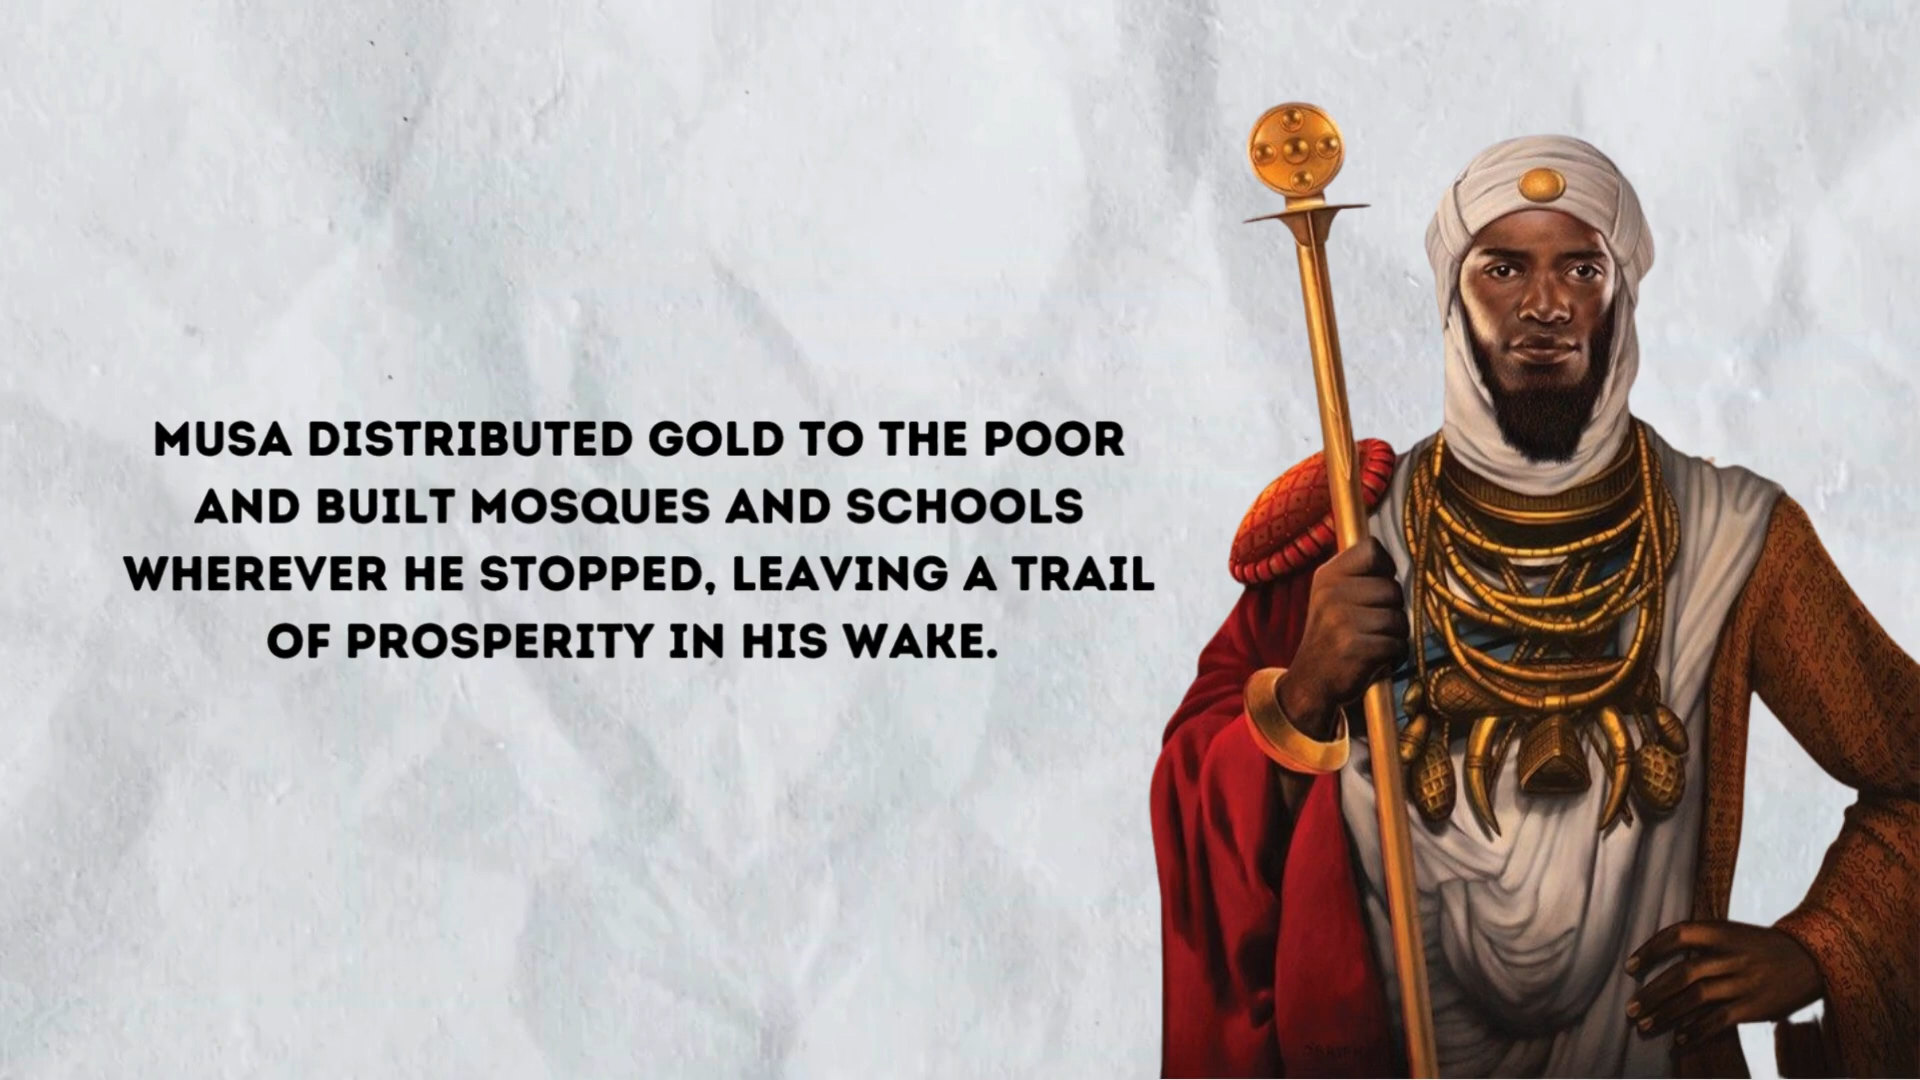 MUSA DISTRIBUTED GOLD TO THE POOR
AND BUILT MOSQUES AND SCHOOLS
WHEREVER HE STOPPED, LEAVING A TRAIL
OF PROSPERITY IN HIS WAKE.